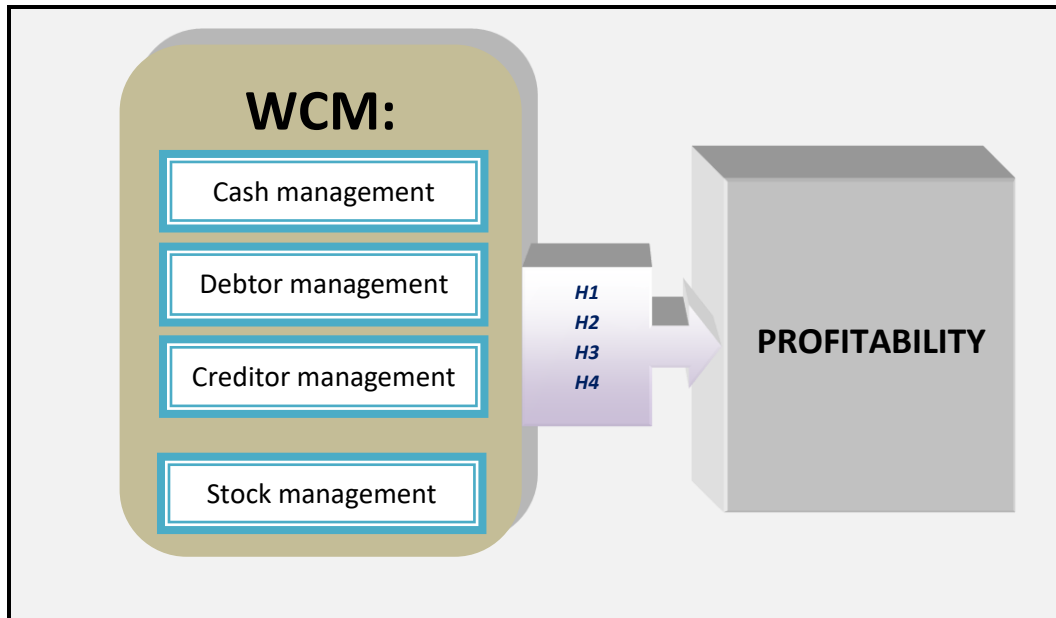 WCM:
Cash management
Debtor management
Creditor management
Stock management
H1
H2
H3
H4
PROFITABILITY